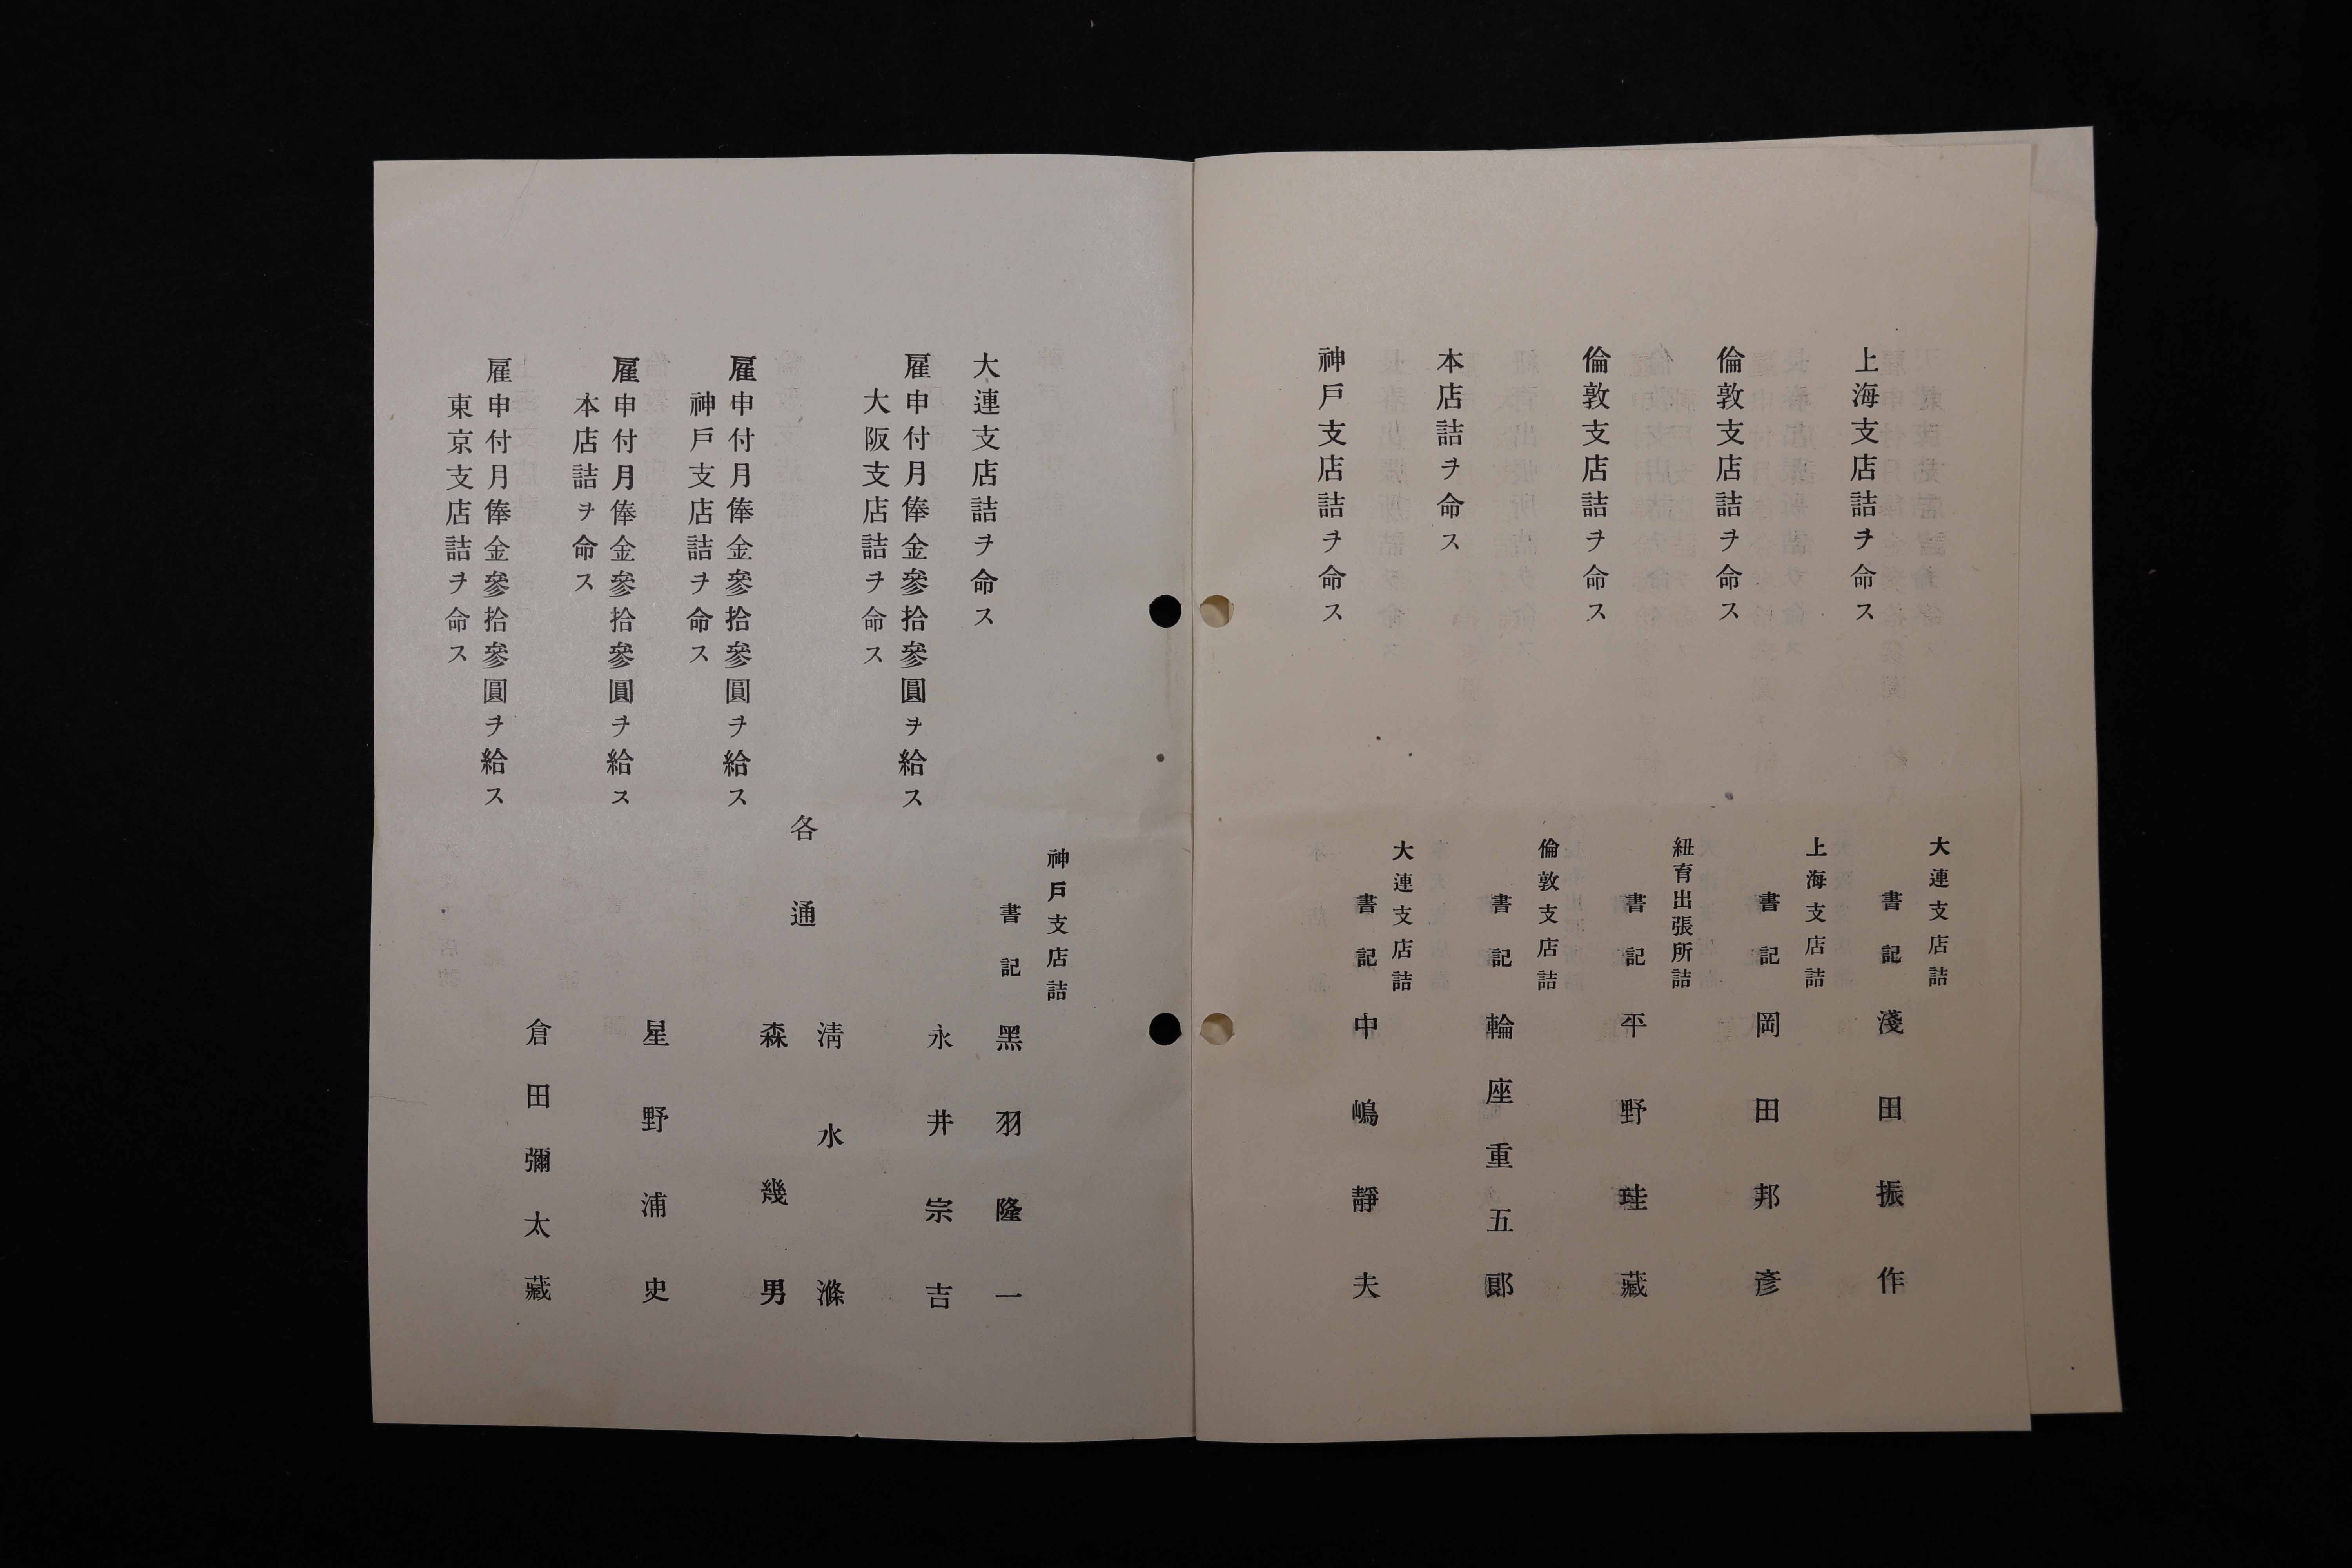 大連支店詰
書記 淺田振作
上海支店詰ヲ命ス
上海支店詰
書記 岡田邦彥
倫敦支店詰ヲ命ス
紐育出張所詰
書記 平野珪藏
倫敦支店詰ヲ命ス
倫敦支店詰
書記 輪座重五郞
本店詰ヲ命ス
大連支店詰
書記 中嶋靜夫
神戶支店詰ヲ命ス
神戶支店詰
書記 黑羽隆一
大連支店詰ヲ命ス
永井宗吉
雇申付月俸金參拾參圓ヲ給ス
大阪支店詰ヲ命ス
淸水滌
各通
森幾男
雇申付月俸金參拾參圓ヲ給ス
神戶支店詰ヲ命ス
星野浦史
雇申付月俸金參拾參圓ヲ給ス
本店詰ヲ命ス
倉田彌太藏
雇申付月俸金參拾參圓ヲ給ス
東京支店詰ヲ命ス